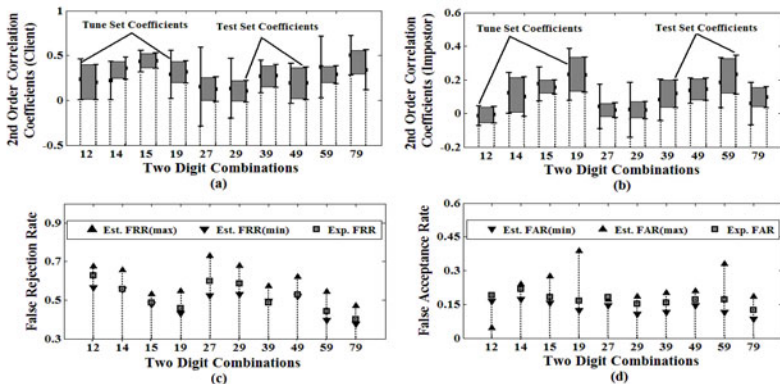 Tune Set Coefficients
Test Set Coefficients
2nd Order Correlation
Coefficients (Client)
1
0.5
0
-0.5
12 14 15 19 27 29 39 49 59 79
Two Digit Combinations
(a)
Tune Set Coefficients
Test Set Coefficients
2nd Order Correlation
Coefficients (Impostor)
0.6
0.4
0.2
0
-0.2
12 14 15 19 27 29 39 49 59 79
Two Digit Combinations
(b)
Est. FRR(max) Est. FRR(min) Exp. FRR
False Rejection Rate
0.9
0.7
0.5
0.3
12 14 15 19 27 29 39 49 59 79
Two Digit Combinations
(c)
Est. FAR(min) Est. FAR(max) Exp. FAR
False Acceptance Rate
0.6
0.45
0.3
0.15
0
12 14 15 19 27 29 39 49 59 79
Two Digit Combinations
(d)